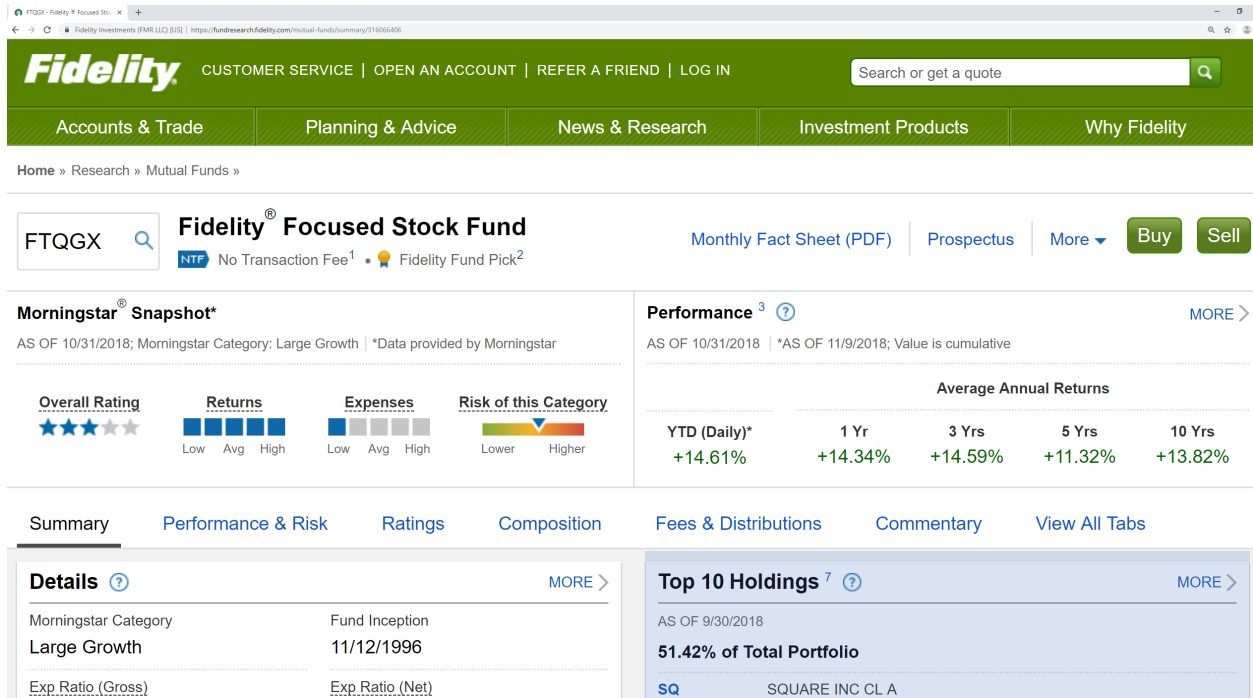 FTQGX - Fidelity ® Focused Stoc
Fidelity Investments (FMR LLC) [US] | https://fundresearch.fidelity.com/mutual-funds/summary/316066406
Fidelity CUSTOMER SERVICE | OPEN AN ACCOUNT | REFER A FRIEND | LOG IN Search or get a quote
Accounts & Trade Planning & Advice News & Research Investment Products Why Fidelity
Home » Research » Mutual Funds »
FTQGX Fidelity® Focused Stock Fund
NTF No Transaction Fee1 • Fidelity Fund Pick2
Monthly Fact Sheet (PDF) Prospectus More Buy Sell
Morningstar® Snapshot*
AS OF 10/31/2018; Morningstar Category: Large Growth | *Data provided by Morningstar
Overall Rating Returns Expenses Risk of this Category
Low Avg High Low Avg High Lower Higher
Performance 3 ? MORE
AS OF 10/31/2018 | *AS OF 11/9/2018; Value is cumulative
Average Annual Returns
YTD (Daily)* 1 Yr 3 Yrs 5 Yrs 10 Yrs
+14.61% +14.34% +14.59% +11.32% +13.82%
Summary Performance & Risk Ratings Composition Fees & Distributions Commentary View All Tabs
Details ? MORE
Morningstar Category Fund Inception
Large Growth 11/12/1996
Exp Ratio (Gross) Exp Ratio (Net)
Top 10 Holdings 7 ? MORE
AS OF 9/30/2018
51.42% of Total Portfolio
SQ SQUARE INC CL A